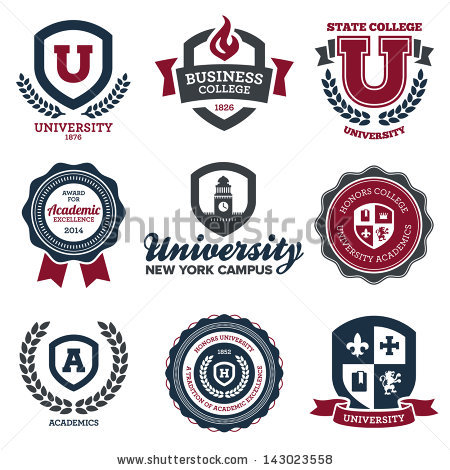 U
UNIVERSITY
1876
BUSINESS
COLLEGE
1826
STATE COLLEGE
U
UNIVERSITY
AWARD
FOR
Academic
EXCELLENCE
2014
University
NEW YORK CAMPUS
HONORS COLLEGE
UNIVERSITY ACADEMICS
A
ACADEMICS
HONORS UNIVERSITY
1852
H
A TRADITION OF ACADEMIC EXCELLENCE
UNIVERSITY
www.shutterstock.com · 143023558